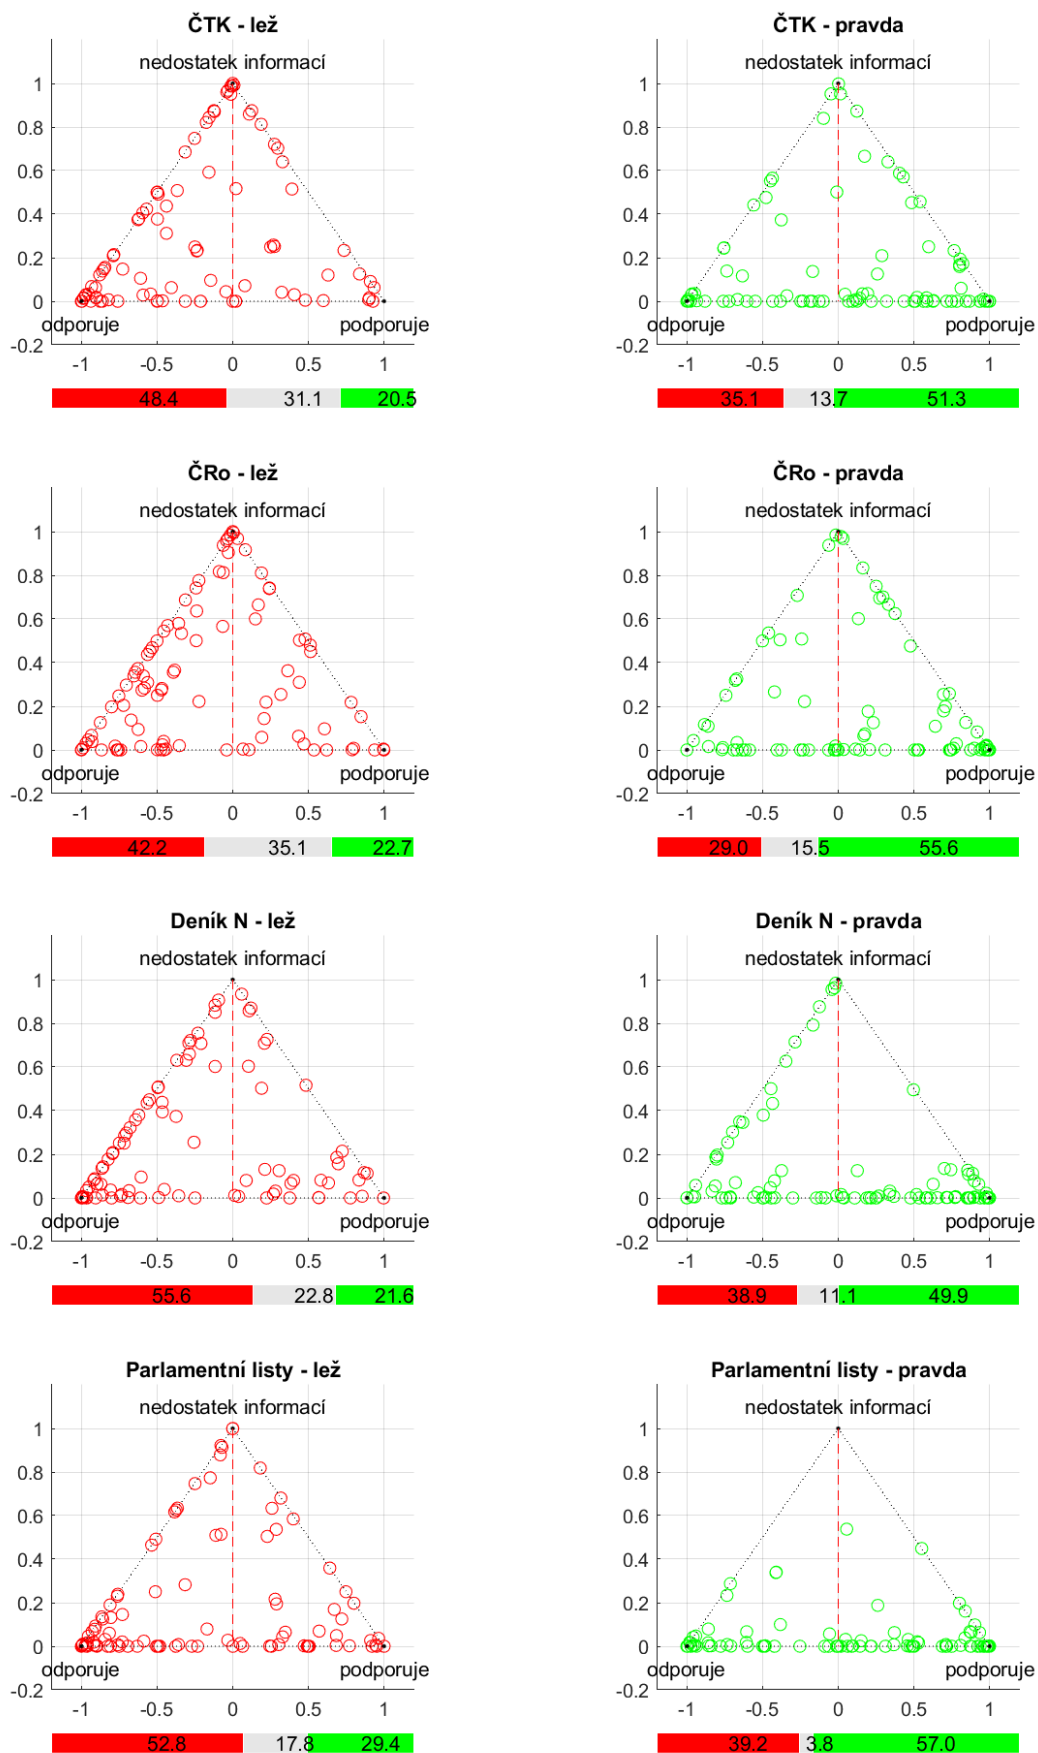 ČTK - lež
nedostatek informací
1
0.8
0.6
0.4
0.2
0
odporuje
podporuje
-0.2
-1 -0.5 0 0.5 1
48.4 31.1 20.5
ČTK - pravda
nedostatek informací
1
0.8
0.6
0.4
0.2
0
odporuje
podporuje
-0.2
-1 -0.5 0 0.5 1
35.1 13.7 51.3
ČRo - lež
nedostatek informací
1
0.8
0.6
0.4
0.2
0
odporuje
podporuje
-0.2
-1 -0.5 0 0.5 1
42.2 35.1 22.7
ČRo - pravda
nedostatek informací
1
0.8
0.6
0.4
0.2
0
odporuje
podporuje
-0.2
-1 -0.5 0 0.5 1
29.0 15.5 55.6
Deník N - lež
nedostatek informací
1
0.8
0.6
0.4
0.2
0
odporuje
podporuje
-0.2
-1 -0.5 0 0.5 1
55.6 22.8 21.6
Deník N - pravda
nedostatek informací
1
0.8
0.6
0.4
0.2
0
odporuje
podporuje
-0.2
-1 -0.5 0 0.5 1
38.9 11.1 49.9
Parlamentní listy - lež
nedostatek informací
1
0.8
0.6
0.4
0.2
0
odporuje
podporuje
-0.2
-1 -0.5 0 0.5 1
52.8 17.8 29.4
Parlamentní listy - pravda
nedostatek informací
1
0.8
0.6
0.4
0.2
0
odporuje
podporuje
-0.2
-1 -0.5 0 0.5 1
39.2 3.8 57.0